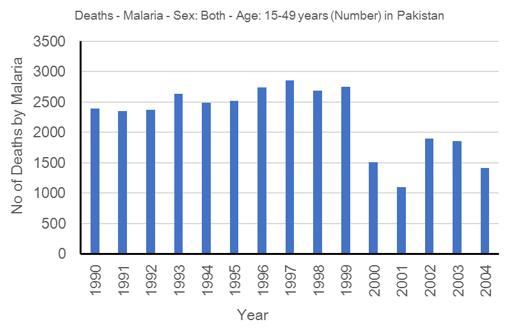 Deaths - Malaria - Sex: Both - Age: 15-49 years (Number) in Pakistan
3500
3000
2500
2000
1500
1000
500
0
No of Deaths by Malaria
1990 1991 1992 1993 1994 1995 1996 1997 1998 1999 2000 2001 2002 2003 2004
Year